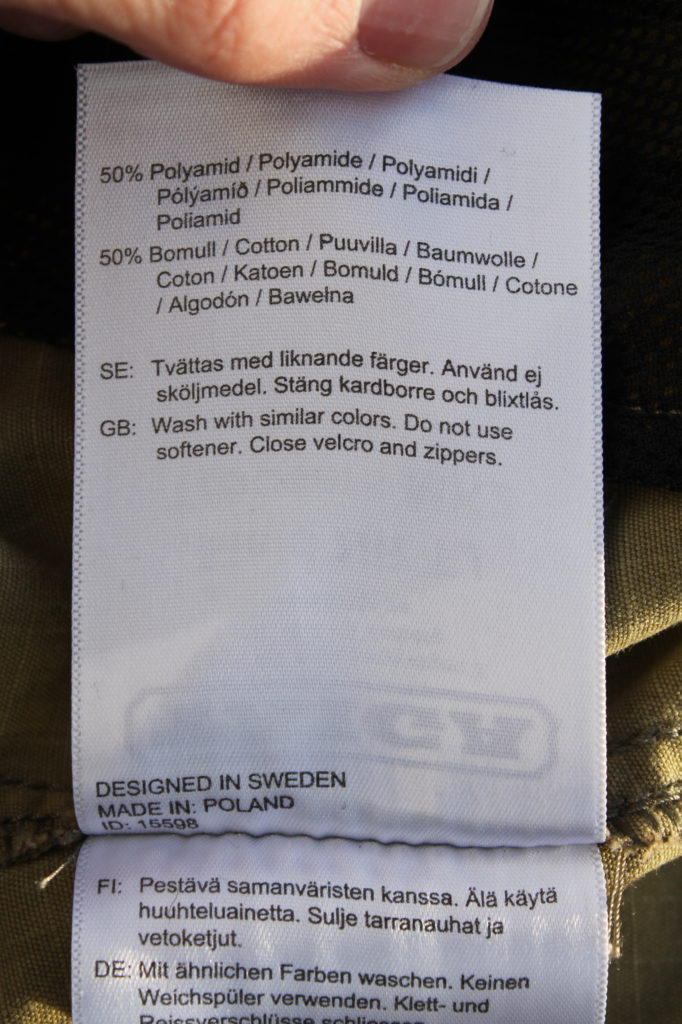 50% Polyamid / Polyamide / Polyamidi /
Pólýamíð / Poliammide / Poliamida /
Poliamid
50% Bomull / Cotton / Puuvilla / Baumwolle /
Coton / Katoen / Bomuld / Bómull / Cotone
/ Algodón / Bawełna
SE: Tvättas med liknande färger. Använd ej
sköljmedel. Stäng kardborre och blixtlås.
GB: Wash with similar colors. Do not use
softener. Close velcro and zippers.
DESIGNED IN SWEDEN
MADE IN: POLAND
ID: 15598
FI: Pestävä samanväristen kanssa. Älä käytä
huuhteluainetta. Sulje tarranauhat ja
vetoketjut.
DE: Mit ähnlichen Farben waschen. Keinen
Weichspüler verwenden. Klett- und
Reissverschlüsse schliessen